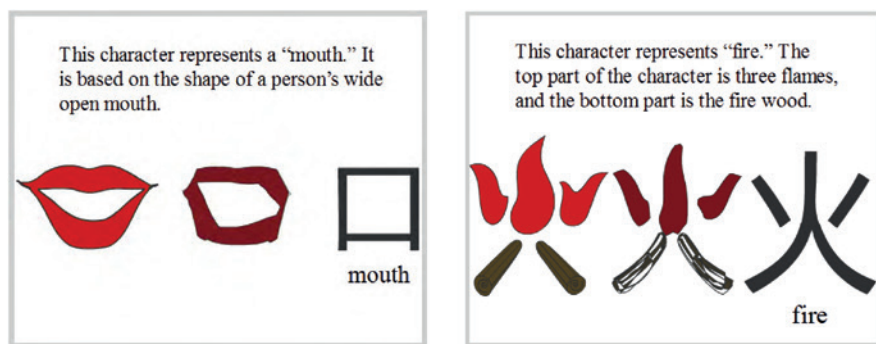 This character represents a “mouth.” It
is based on the shape of a person’s wide
open mouth.
口
mouth
This character represents “fire.” The
top part of the character is three flames,
and the bottom part is the fire wood.
火
fire